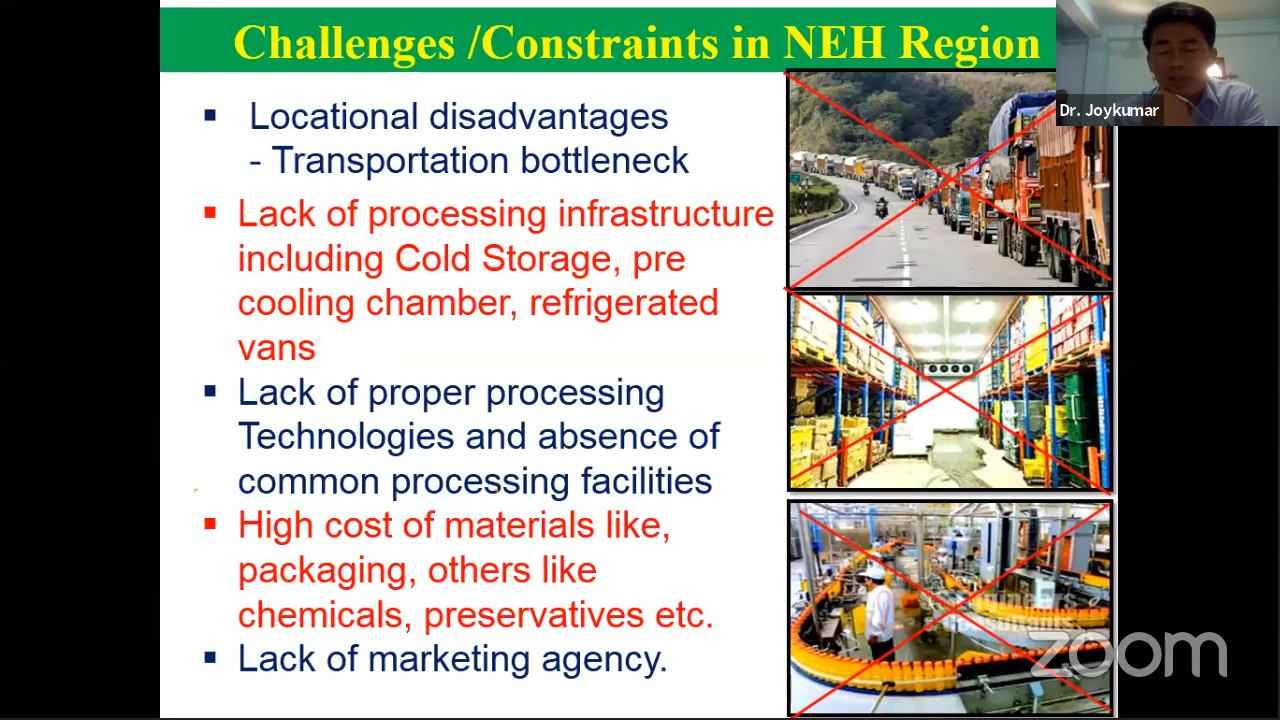 Challenges /Constraints in NEH Region
Dr. Joykumar
▪ Locational disadvantages
- Transportation bottleneck
▪ Lack of processing infrastructure
including Cold Storage, pre
cooling chamber, refrigerated
vans
▪ Lack of proper processing
Technologies and absence of
common processing facilities
▪ High cost of materials like,
packaging, others like
chemicals, preservatives etc.
▪ Lack of marketing agency.
zoom